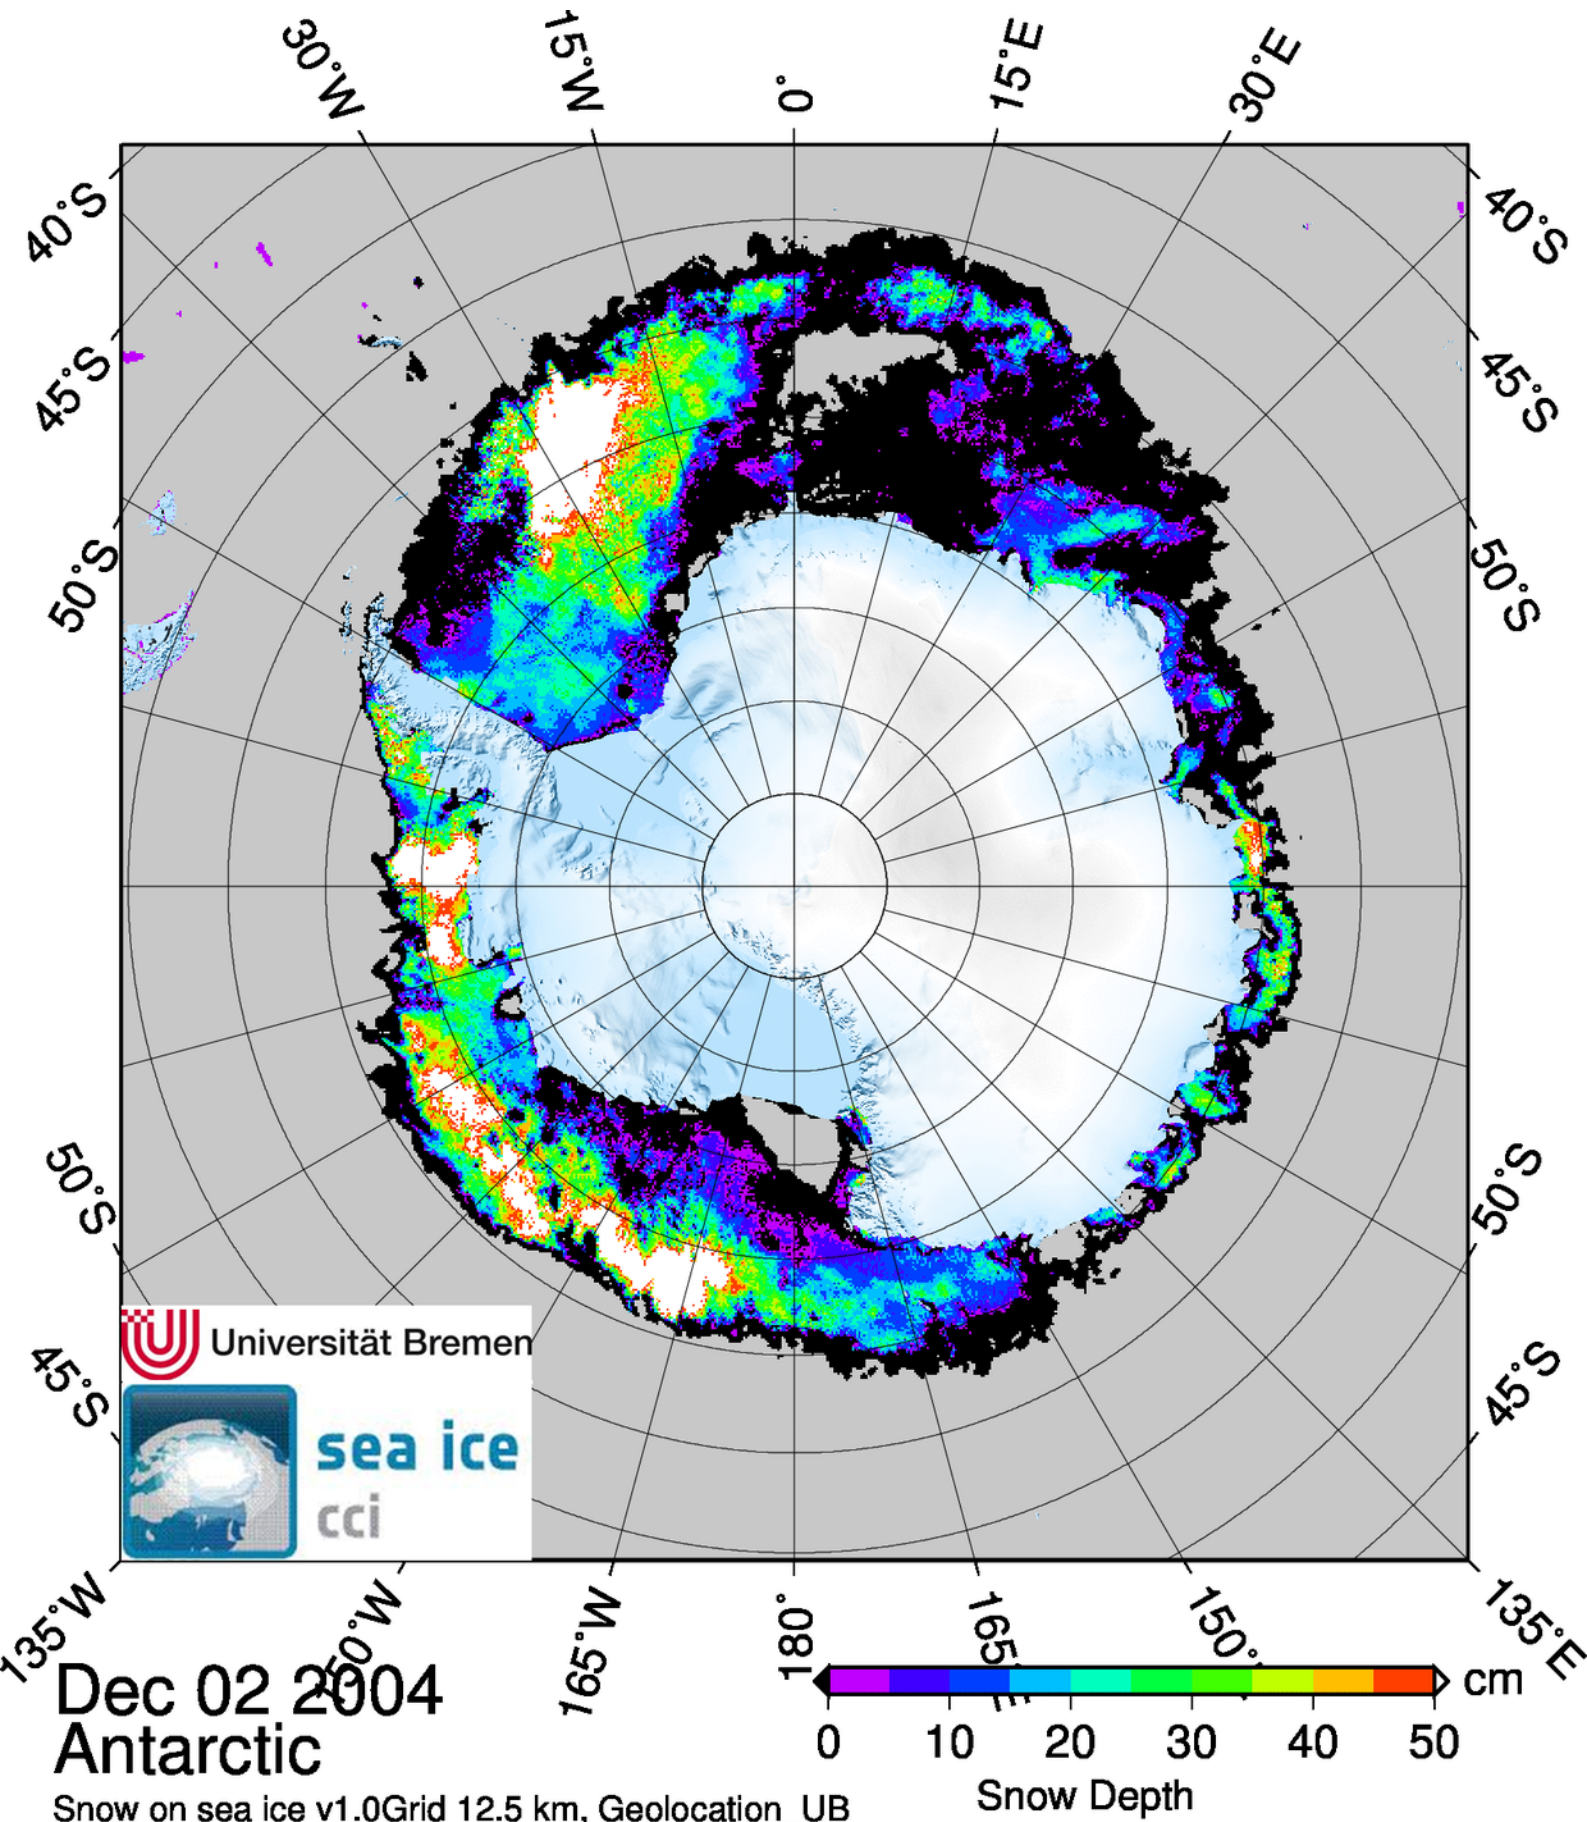 30°W 15°W 0° 15°E 30°E
40°S 40°S
45°S 45°S
50°S 50°S
50°S 50°S
45°S 45°S
Universität Bremen
sea ice
cci
135°W 150°W 165°W 180° 165°E 150° 135°E
Dec 02 2004
Antarctic
Snow on sea ice v1.0Grid 12.5 km, Geolocation UB
cm
0 10 20 30 40 50
Snow Depth